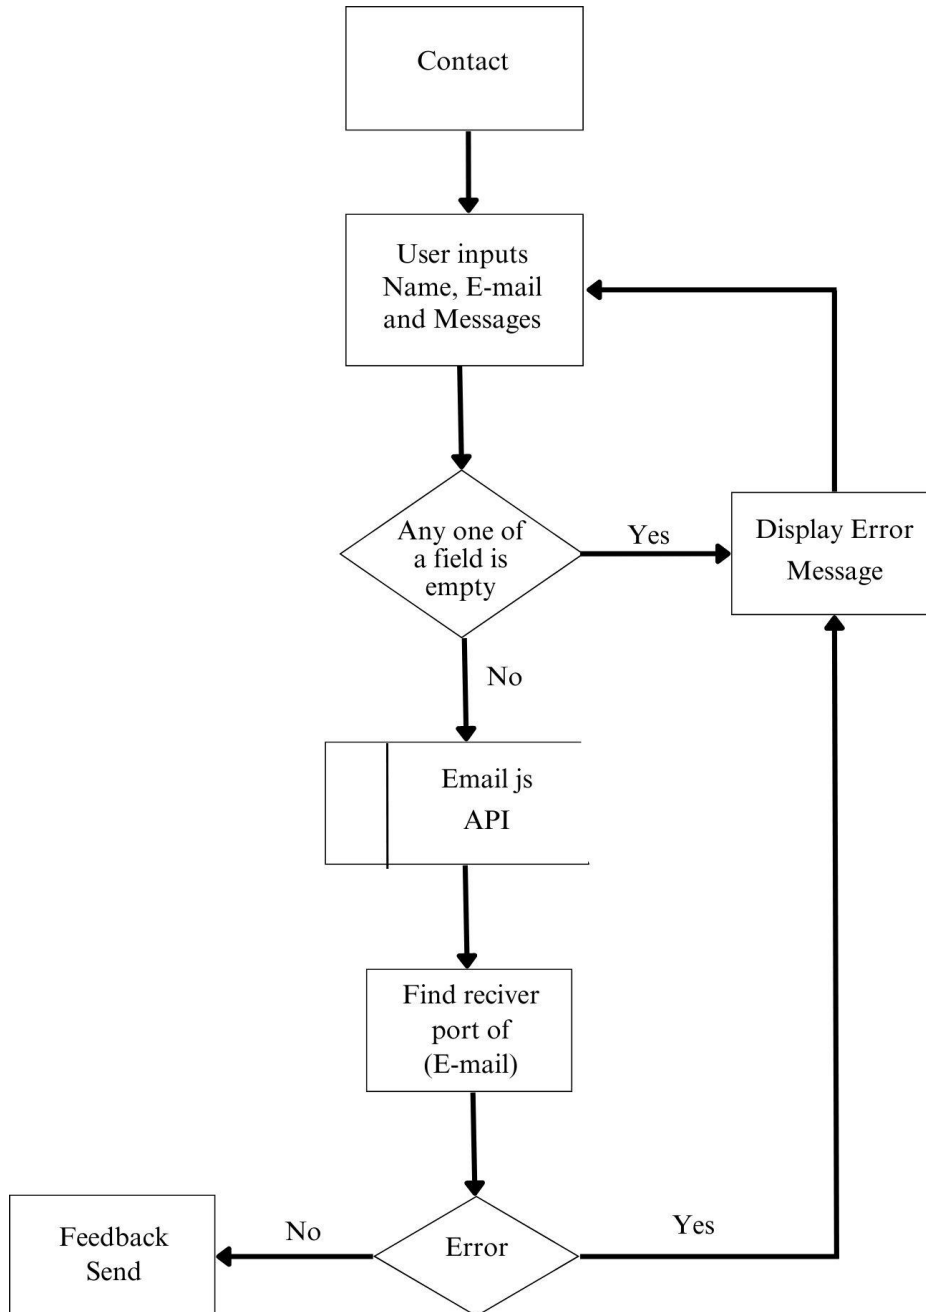 Contact
User inputs
Name, E-mail
and Messages
Any one of
a field is
empty
Yes
Display Error
Message
No
Email js
API
Find reciver
port of
(E-mail)
Error
No
Yes
Feedback
Send